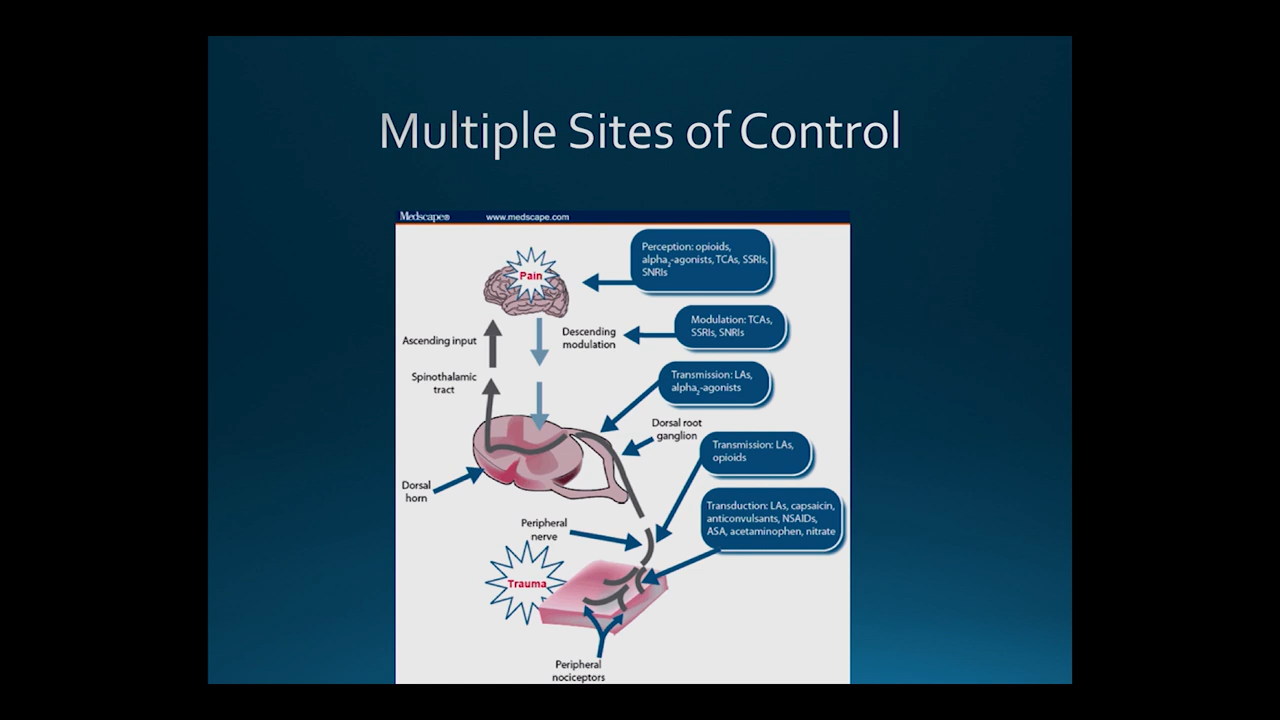 Multiple Sites of Control
Medscape® www.medscape.com
Perception: opioids,
alpha₂-agonists, TCAs, SSRIs,
SNRIs
Pain
Modulation: TCAs,
SSRIs, SNRIs
Descending
modulation
Ascending input
Transmission: LAs,
alpha₂-agonists
Spinothalamic
tract
Dorsal root
ganglion
Transmission: LAs,
opioids
Dorsal
horn
Transduction: LAs, capsaicin,
anticonvulsants, NSAIDs,
ASA, acetaminophen, nitrate
Peripheral
nerve
Trauma
Peripheral
nociceptors